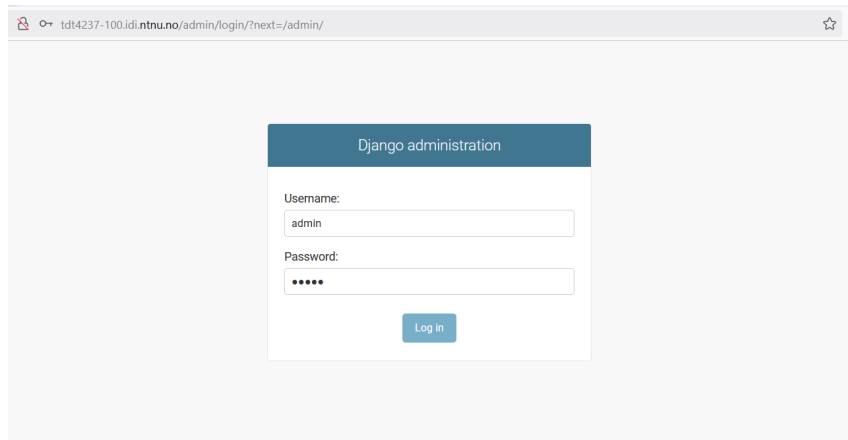 tdt4237-100.idi.ntnu.no/admin/login/?next=/admin/
Django administration
Username:
admin
Password:
•••••
Log in